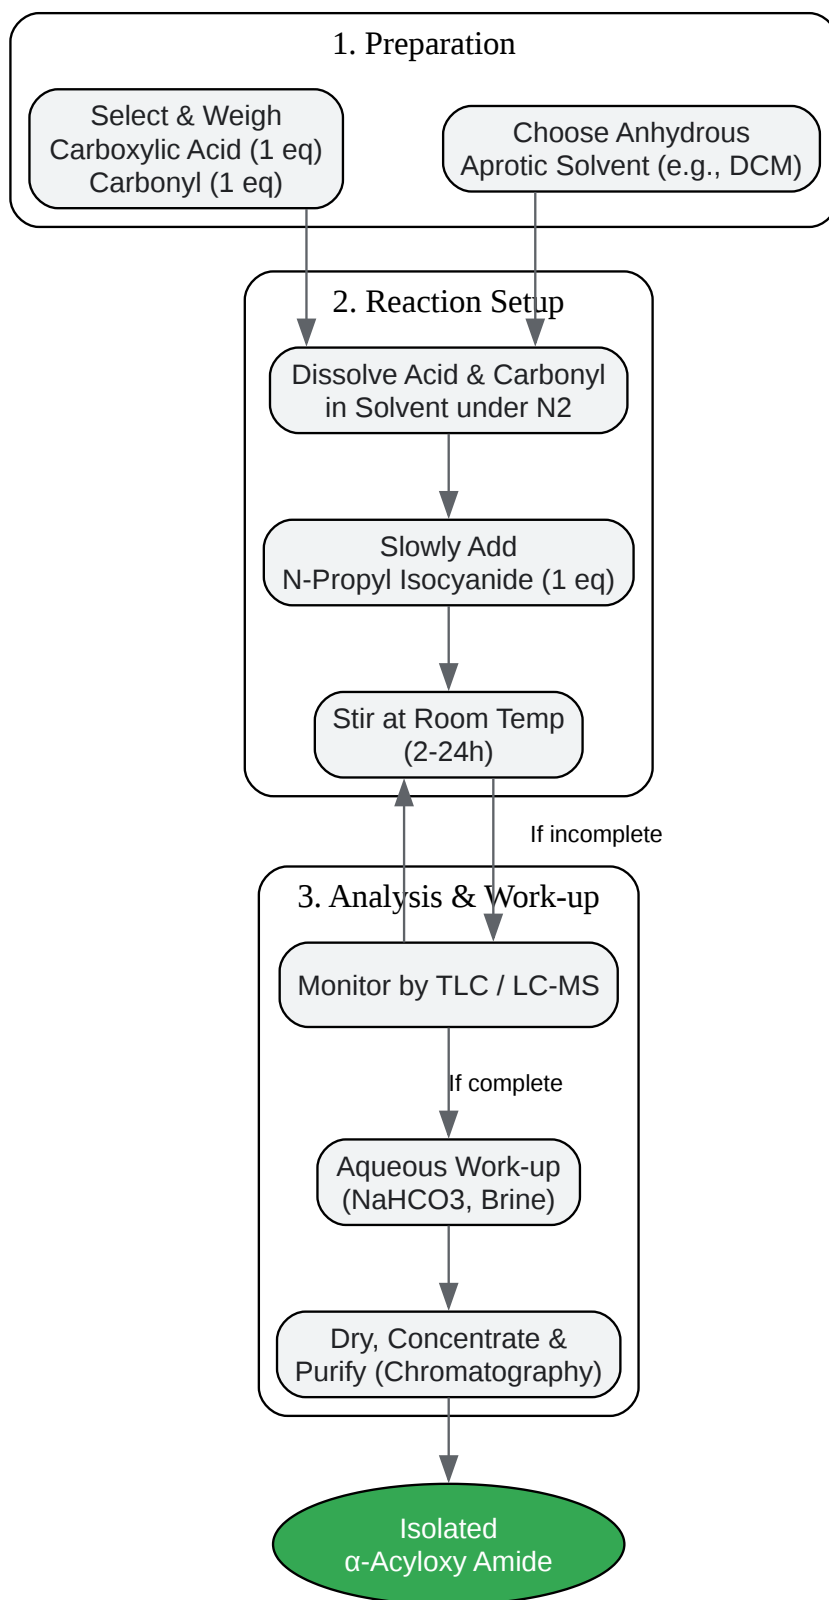 1. Preparation
Select & Weigh
Carboxylic Acid (1 eq)
Carbonyl (1 eq)
Choose Anhydrous
Aprotic Solvent (e.g., DCM)
2. Reaction Setup
Dissolve Acid & Carbonyl
in Solvent under N2
Slowly Add
N-Propyl Isocyanide (1 eq)
Stir at Room Temp
(2-24h)
If incomplete
3. Analysis & Work-up
Monitor by TLC / LC-MS
If complete
Aqueous Work-up
(NaHCO3, Brine)
Dry, Concentrate &
Purify (Chromatography)
Isolated
α-Acyloxy Amide